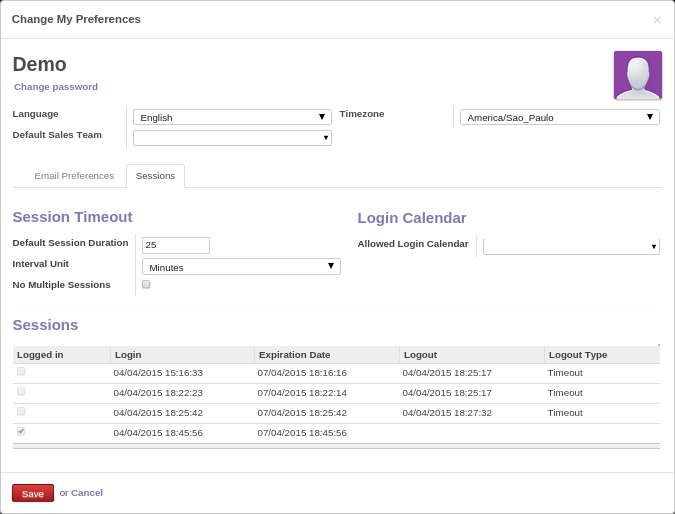 Change My Preferences ×
Demo
Change password
Language English Timezone America/Sao_Paulo
Default Sales Team
Email Preferences Sessions
Session Timeout Login Calendar
Default Session Duration 25 Allowed Login Calendar
Interval Unit Minutes
No Multiple Sessions
Sessions
Logged in Login Expiration Date Logout Logout Type
04/04/2015 15:16:33 07/04/2015 18:16:16 04/04/2015 18:25:17 Timeout
04/04/2015 18:22:23 07/04/2015 18:22:14 04/04/2015 18:25:17 Timeout
04/04/2015 18:25:42 07/04/2015 18:25:42 04/04/2015 18:27:32 Timeout
04/04/2015 18:45:56 07/04/2015 18:45:56
Save or Cancel